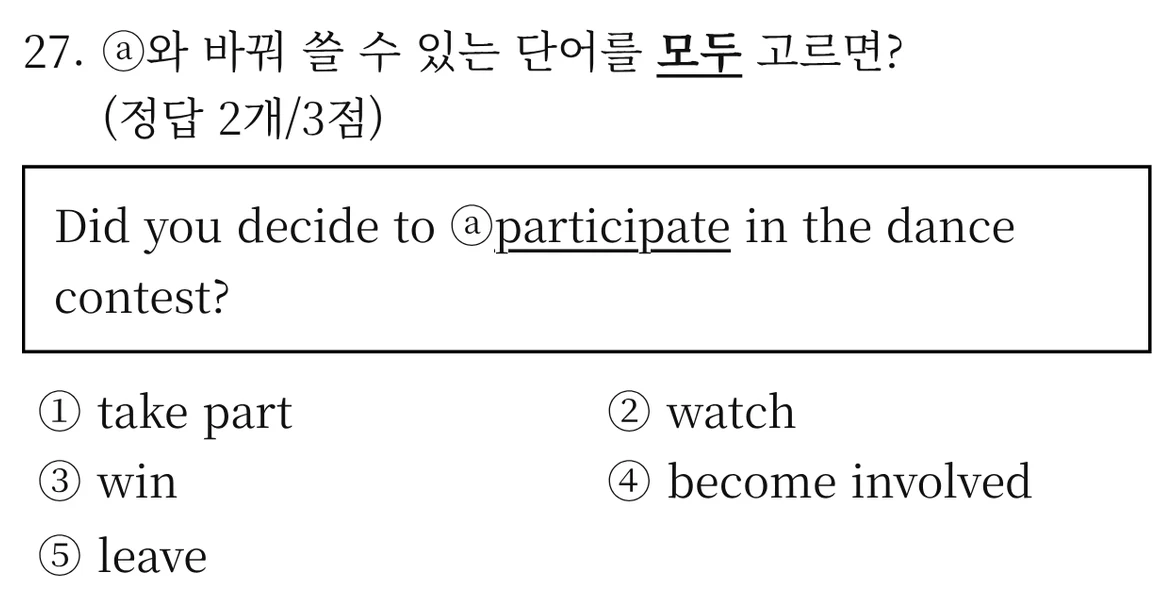 27. ⓐ와 바꿔 쓸 수 있는 단어를 모두 고르면?
(정답 2개/3점)
Did you decide to ⓐparticipate in the dance
contest?
① take part
② watch
③ win
④ become involved
⑤ leave